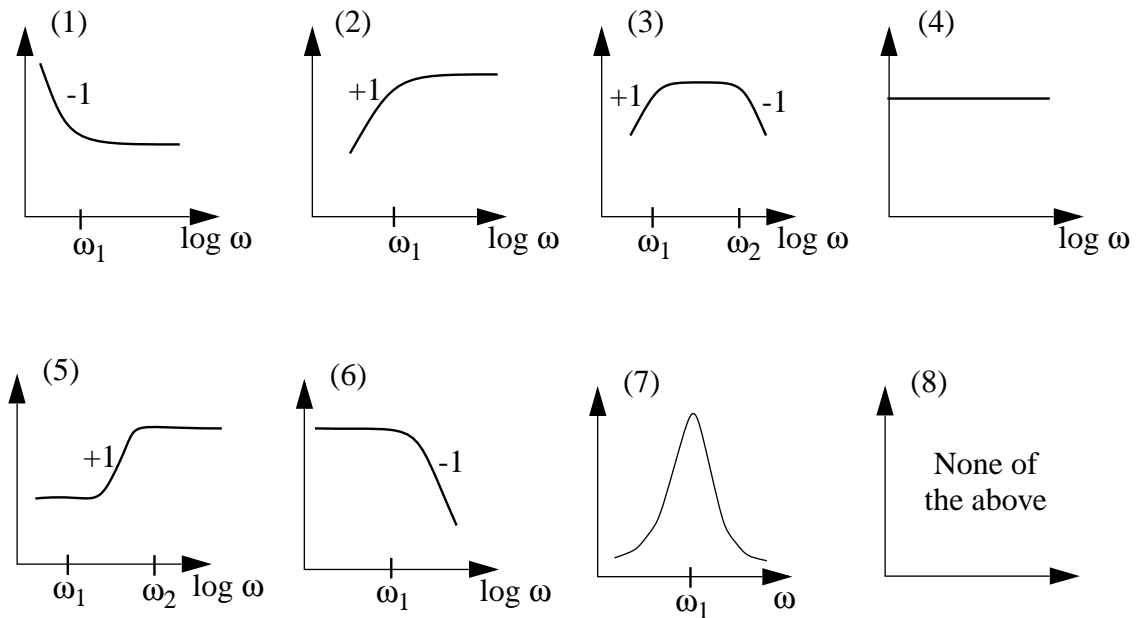 (1)
-1
ω1
log ω
(2)
+1
ω1
log ω
(3)
+1
-1
ω1
ω2
log ω
(4)
log ω
(5)
+1
ω1
ω2
log ω
(6)
-1
ω1
log ω
(7)
ω1
ω
(8)
None of
the above